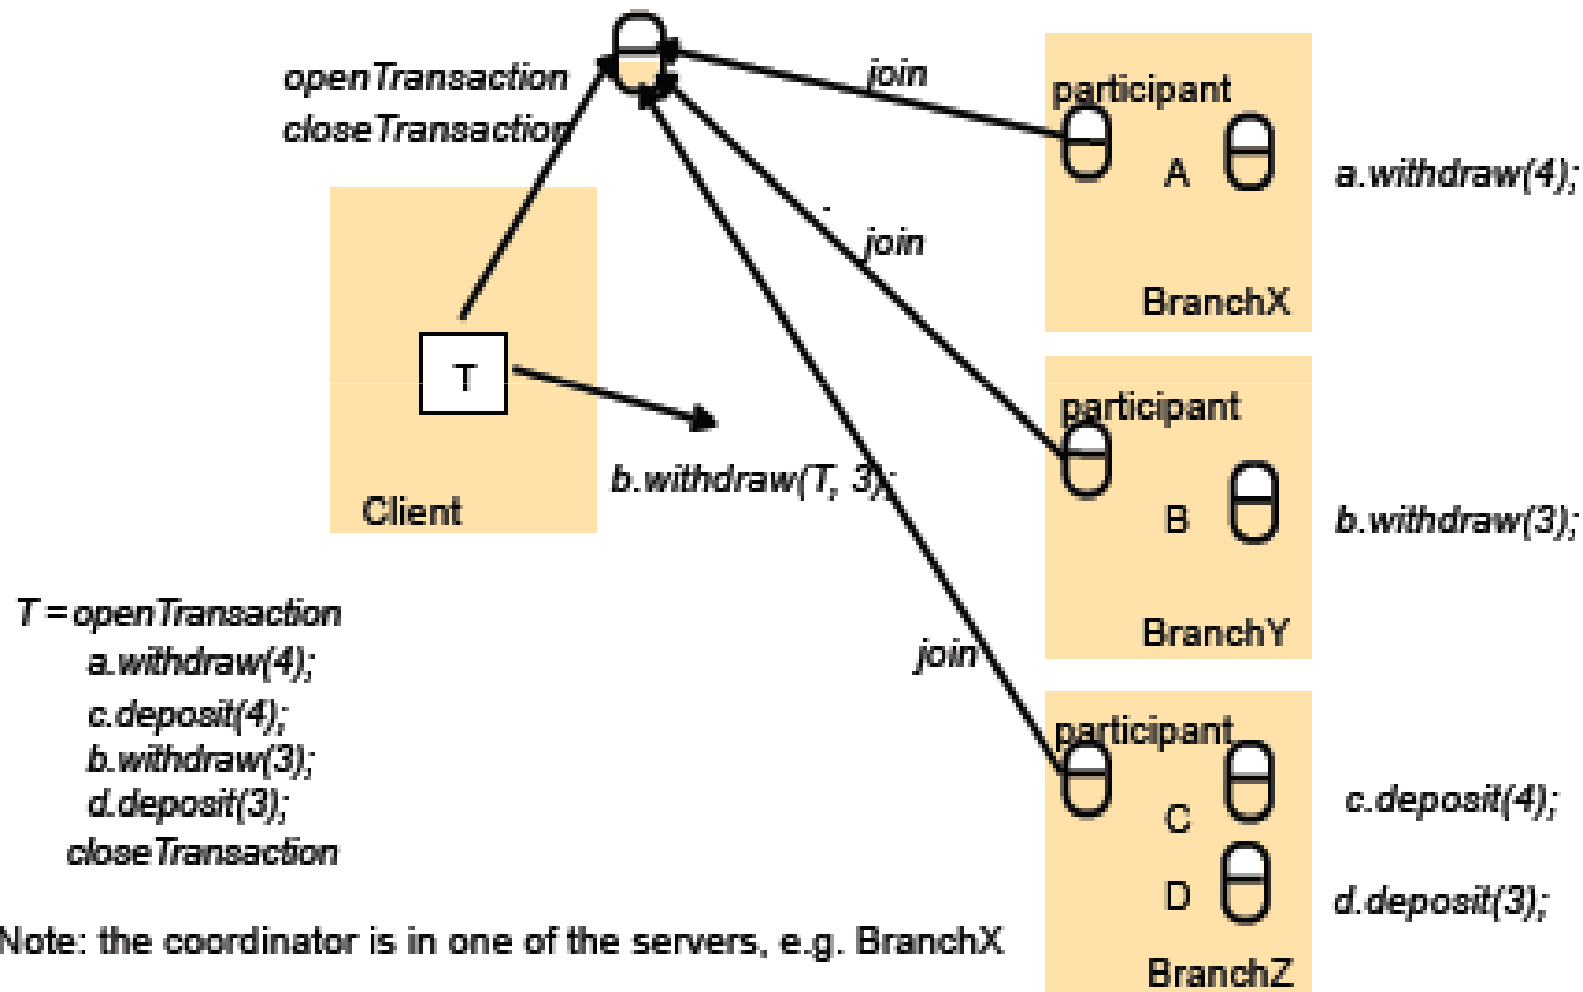 openTransaction
closeTransaction
join
participant
A
a.withdraw(4);
BranchX
join
T
Client
b.withdraw(T, 3);
participant
B
b.withdraw(3);
BranchY
join
participant
C
c.deposit(4);
D
d.deposit(3);
BranchZ
T = openTransaction
a.withdraw(4);
c.deposit(4);
b.withdraw(3);
d.deposit(3);
closeTransaction
Note: the coordinator is in one of the servers, e.g. BranchX